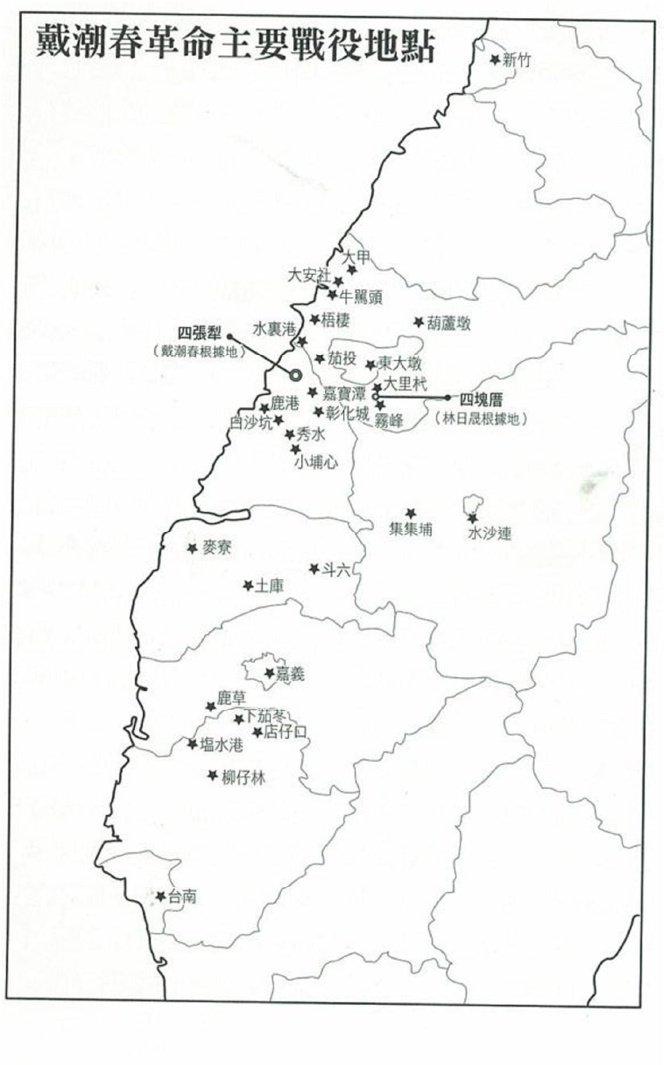 戴潮春革命主要戰役地點
新竹
大甲
大安社
牛罵頭
梧棲
葫蘆墩
水裏港
四張犁
（戴潮春根據地）
茄投
東大墩
大里杙
嘉寶潭
四塊厝
（林日晟根據地）
鹿港
彰化城
霧峰
白沙坑
秀水
小埔心
集集埔
水沙連
麥寮
斗六
土庫
嘉義
鹿草
下茄苳
店仔口
塩水港
柳仔林
台南